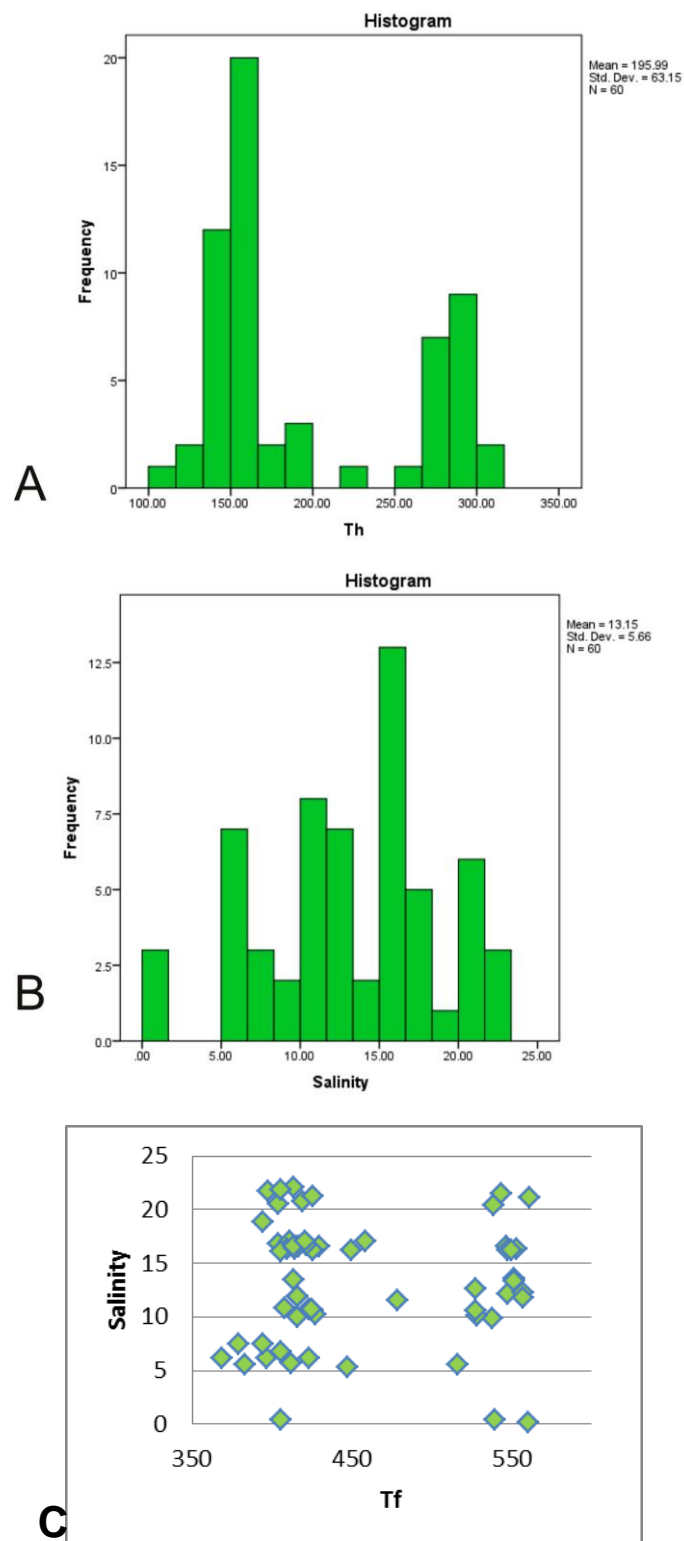 Histogram
Mean = 195.99
Std. Dev. = 63.15
N = 60
20
15
10
5
0
Frequency
100.00 150.00 200.00 250.00 300.00 350.00
Th
A
Histogram
Mean = 13.15
Std. Dev. = 5.66
N = 60
12.5
10.0
7.5
5.0
2.5
0.0
Frequency
.00 5.00 10.00 15.00 20.00 25.00
Salinity
B
25
20
15
10
5
0
Salinity
350 450 550
Tf
C